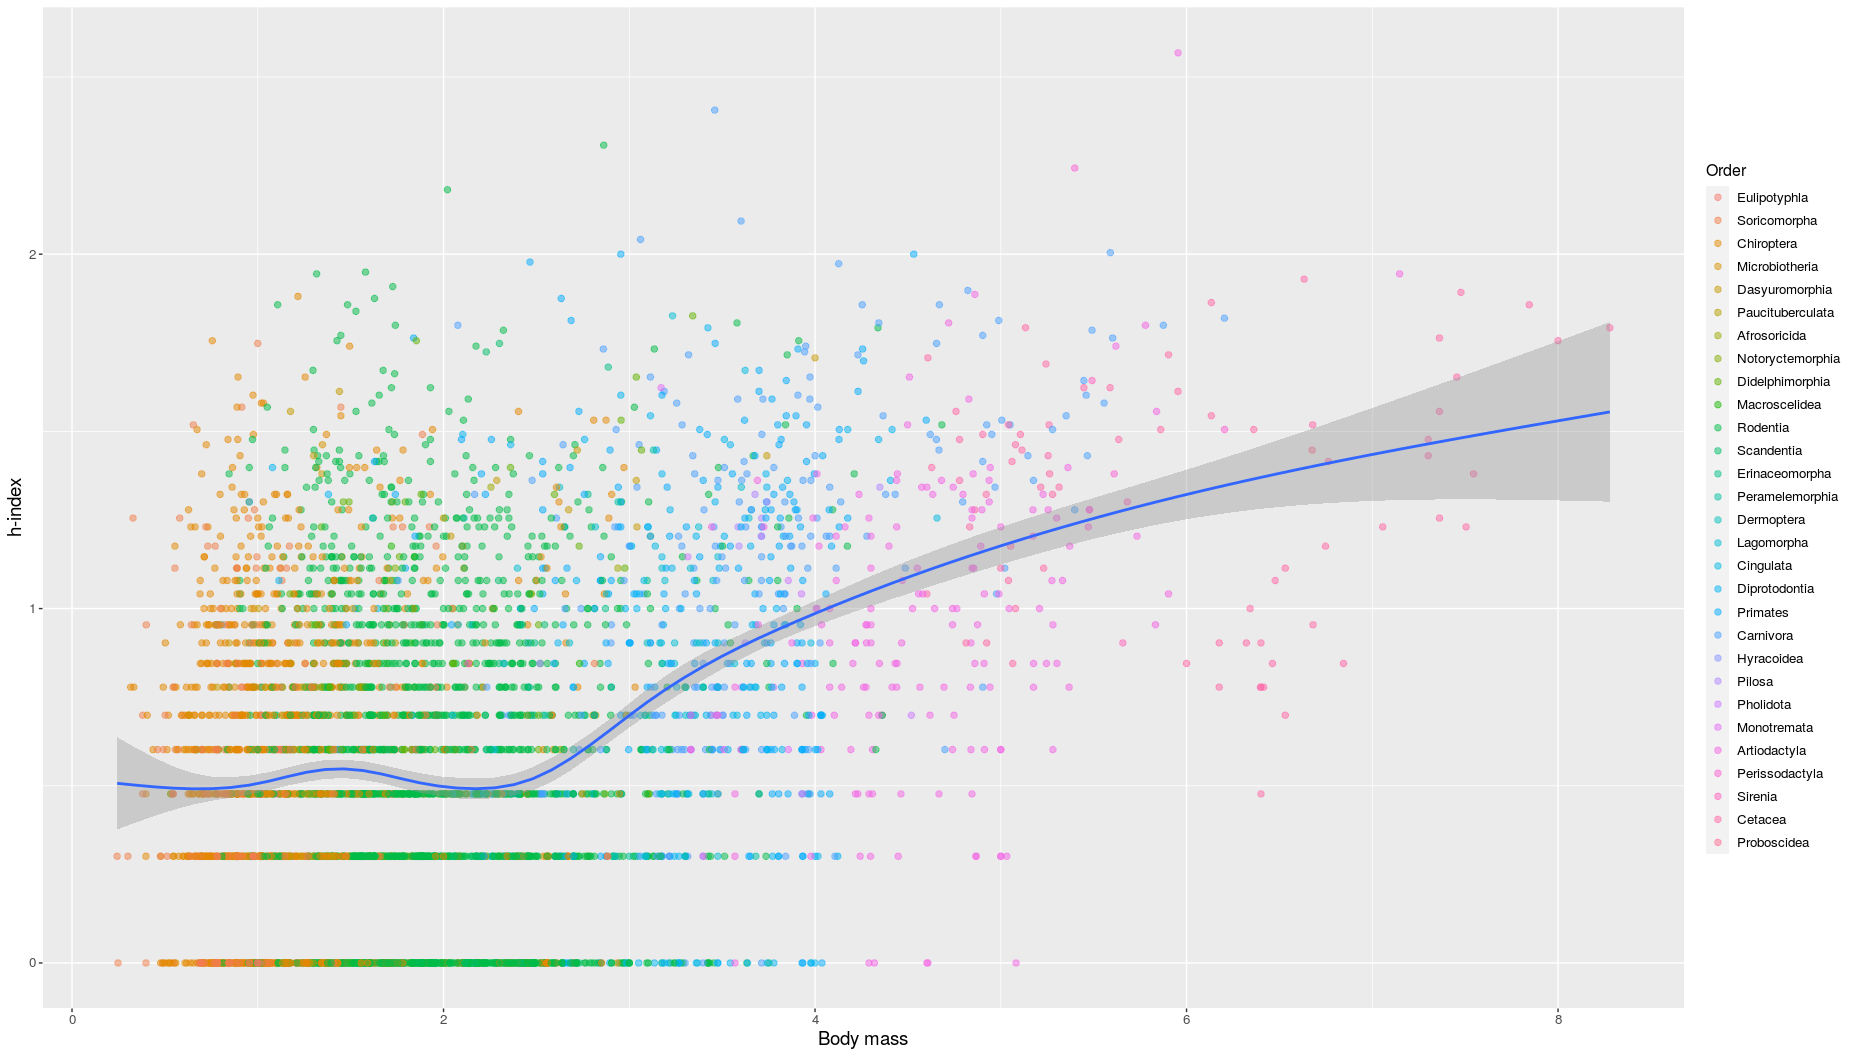 h-index
2
1
0
0
2
4
6
8
Body mass
Order
Eulipotyphla
Soricomorpha
Chiroptera
Microbiotheria
Dasyuromorphia
Paucituberculata
Afrosoricida
Notoryctemorphia
Didelphimorphia
Macroscelidea
Rodentia
Scandentia
Erinaceomorpha
Peramelemorphia
Dermoptera
Lagomorpha
Cingulata
Diprotodontia
Primates
Carnivora
Hyracoidea
Pilosa
Pholidota
Monotremata
Artiodactyla
Perissodactyla
Sirenia
Cetacea
Proboscidea